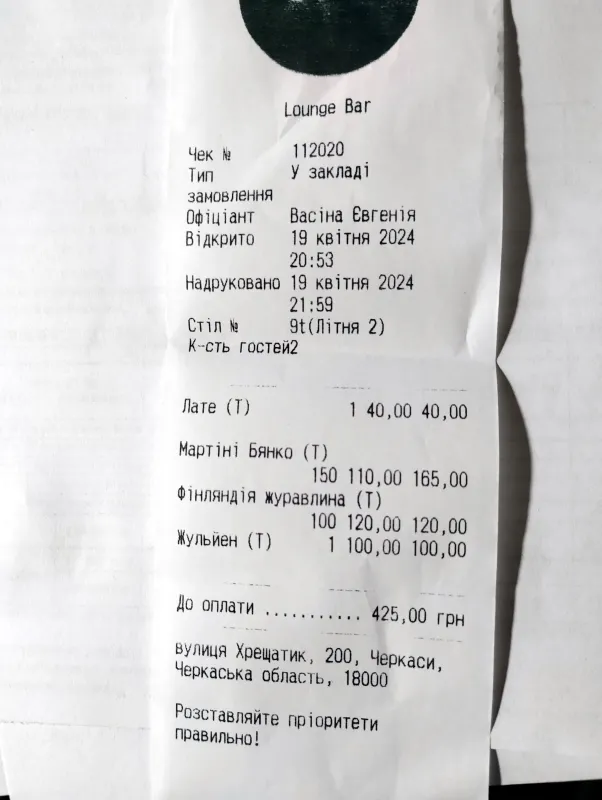 Lounge Bar
Чек № 112020
Тип У закладі
замовлення
Офіціант Васіна Євгенія
Відкрито 19 квітня 2024
20:53
Надруковано 19 квітня 2024
21:59
Стіл № 9t(Літня 2)
К-сть гостей2
Лате (Т) 1 40,00 40,00
Мартіні Бянко (Т)
150 110,00 165,00
Фінляндія журавлина (Т)
100 120,00 120,00
Жульйен (Т) 1 100,00 100,00
До оплати ........... 425,00 грн
вулиця Хрещатик, 200, Черкаси,
Черкаська область, 18000
Розставляйте пріоритети
правильно!